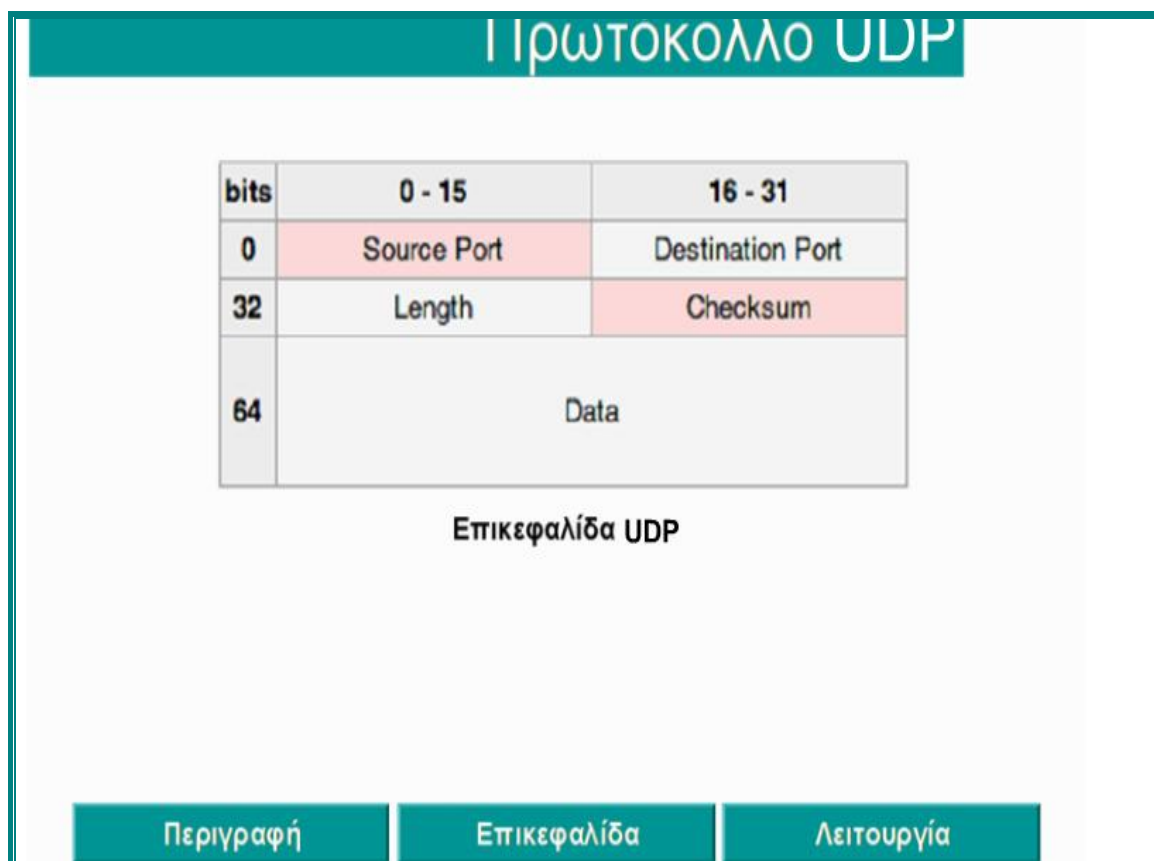 Πρωτόκολλο UDP
bits 0 - 15 16 - 31
0 Source Port Destination Port
32 Length Checksum
64 Data
Επικεφαλίδα UDP
Περιγραφή Επικεφαλίδα Λειτουργία